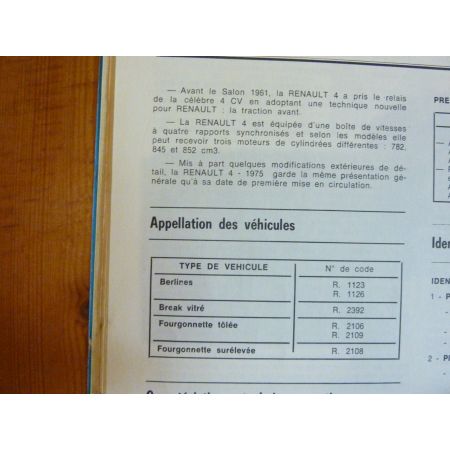 — Avant le Salon 1961, la RENAULT 4 a pris le relais
de la célèbre 4 CV en adoptant une technique nouvelle
pour RENAULT : la traction avant.
— La RENAULT 4 est équipée d'une boîte de vitesses
à quatre rapports synchronisés et selon les modèles elle
peut recevoir trois moteurs de cylindrées différentes : 782,
845 et 852 cm3.
— Mis à part quelques modifications extérieures de dé-
tail, la RENAULT 4 - 1975 garde la même présentation gé-
nérale qu'à sa date de première mise en circulation.
Appellation des véhicules
TYPE DE VEHICULE N° de code
Berlines R. 1123
R. 1126
Break vitré R. 2392
Fourgonnette tôlée R. 2106
R. 2109
Fourgonnette surélevée R. 2108
PRE
Iden
IDEN
1 - P
2 - P